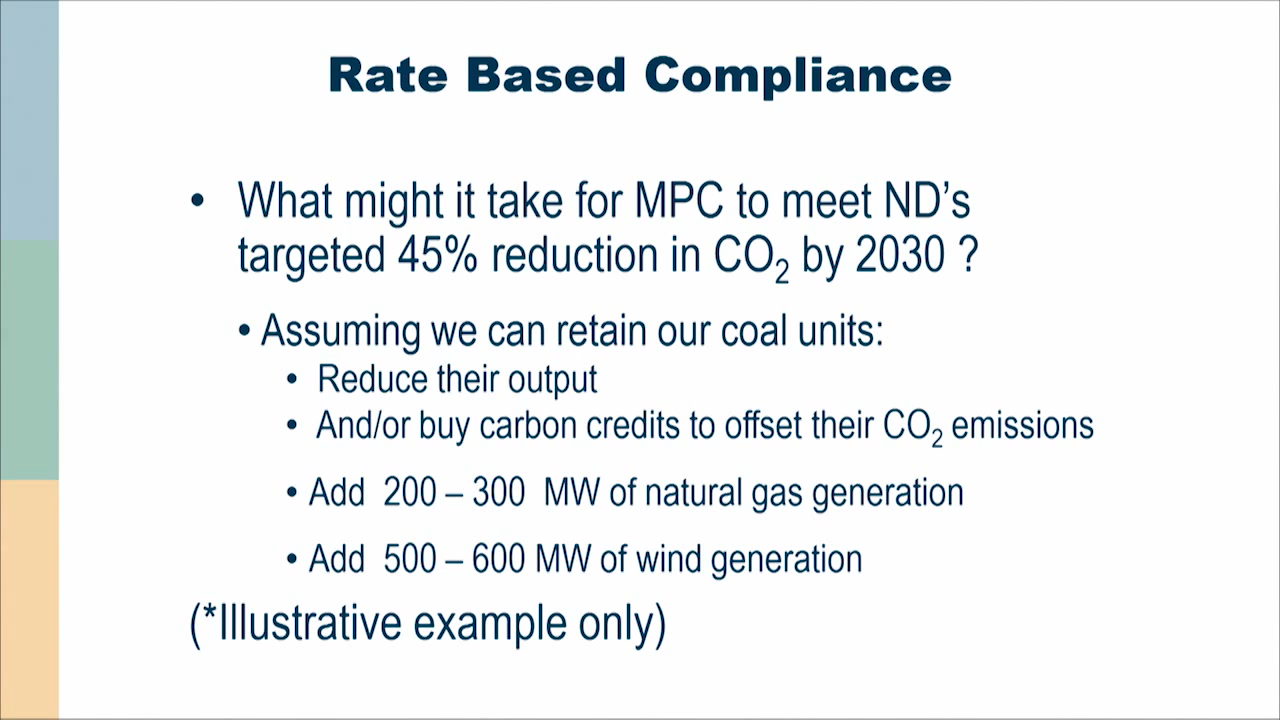 Rate Based Compliance
• What might it take for MPC to meet ND’s
targeted 45% reduction in CO₂ by 2030 ?
• Assuming we can retain our coal units:
• Reduce their output
• And/or buy carbon credits to offset their CO₂ emissions
• Add 200 – 300 MW of natural gas generation
• Add 500 – 600 MW of wind generation
(*Illustrative example only)